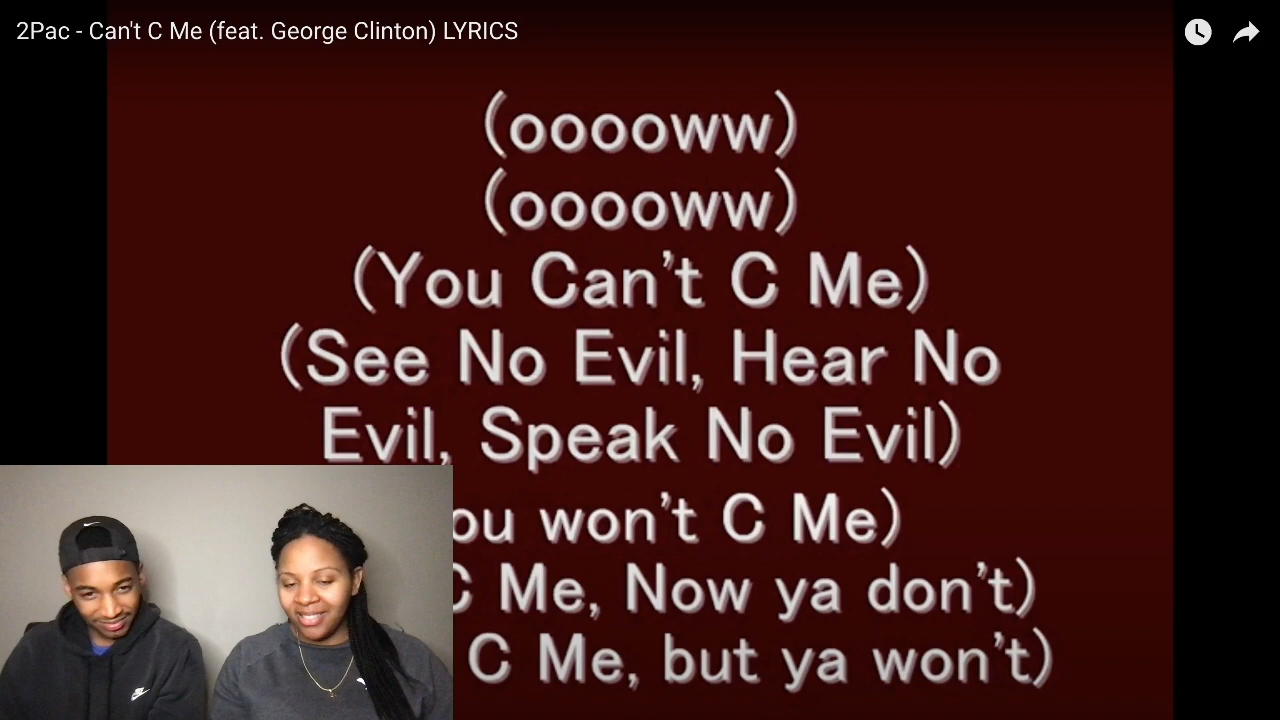 2Pac - Can't C Me (feat. George Clinton) LYRICS
(ooooww)
(ooooww)
(You Can't C Me)
(See No Evil, Hear No
Evil, Speak No Evil)
ou won't C Me)
C Me, Now ya don't)
C Me, but ya won't)